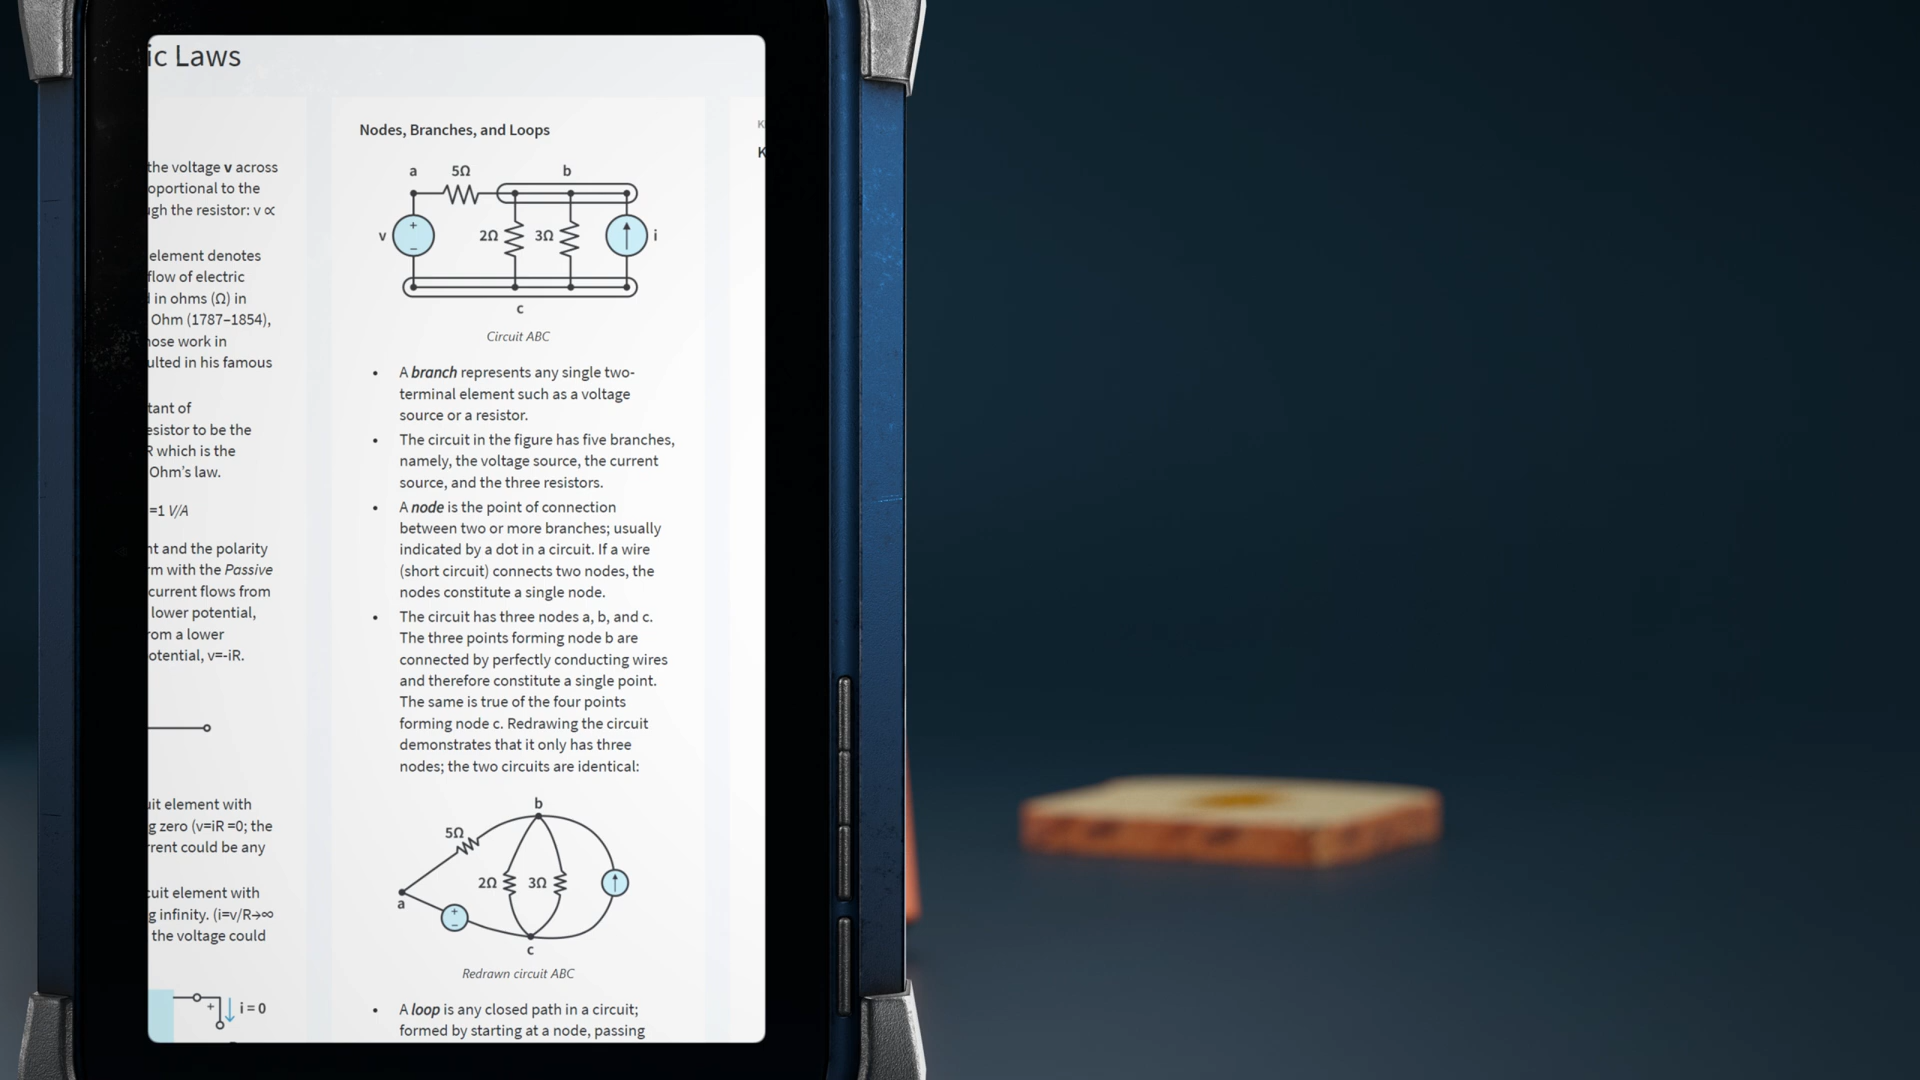 ic Laws
the voltage v across
oportional to the
ugh the resistor: v ∝
element denotes
flow of electric
in ohms (Ω) in
Ohm (1787–1854),
hose work in
ulted in his famous
tant of
esistor to be the
R which is the
Ohm's law.
=1 V/A
nt and the polarity
rm with the Passive
current flows from
lower potential,
rom a lower
otential, v=-iR.
uit element with
g zero (v=iR =0; the
rrent could be any
cuit element with
g infinity. (i=v/R→∞
the voltage could
+ i = 0
Nodes, Branches, and Loops
a 5Ω b
v + − 2Ω 3Ω i
c
Circuit ABC
• A branch represents any single two-
terminal element such as a voltage
source or a resistor.
• The circuit in the figure has five branches,
namely, the voltage source, the current
source, and the three resistors.
• A node is the point of connection
between two or more branches; usually
indicated by a dot in a circuit. If a wire
(short circuit) connects two nodes, the
nodes constitute a single node.
• The circuit has three nodes a, b, and c.
The three points forming node b are
connected by perfectly conducting wires
and therefore constitute a single point.
The same is true of the four points
forming node c. Redrawing the circuit
demonstrates that it only has three
nodes; the two circuits are identical:
b
5Ω
2Ω 3Ω
a
+ −
c
Redrawn circuit ABC
• A loop is any closed path in a circuit;
formed by starting at a node, passing
K
K